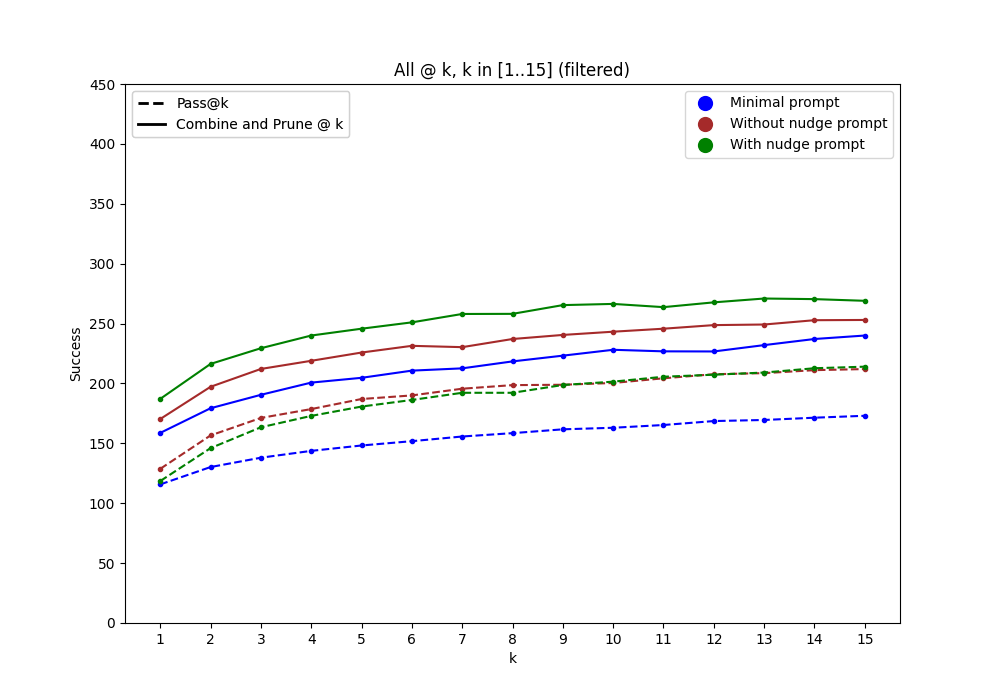 All @ k, k in [1..15] (filtered)
Pass@k
Combine and Prune @ k
Minimal prompt
Without nudge prompt
With nudge prompt
Success
450
400
350
300
250
200
150
100
50
0
1 2 3 4 5 6 7 8 9 10 11 12 13 14 15
k